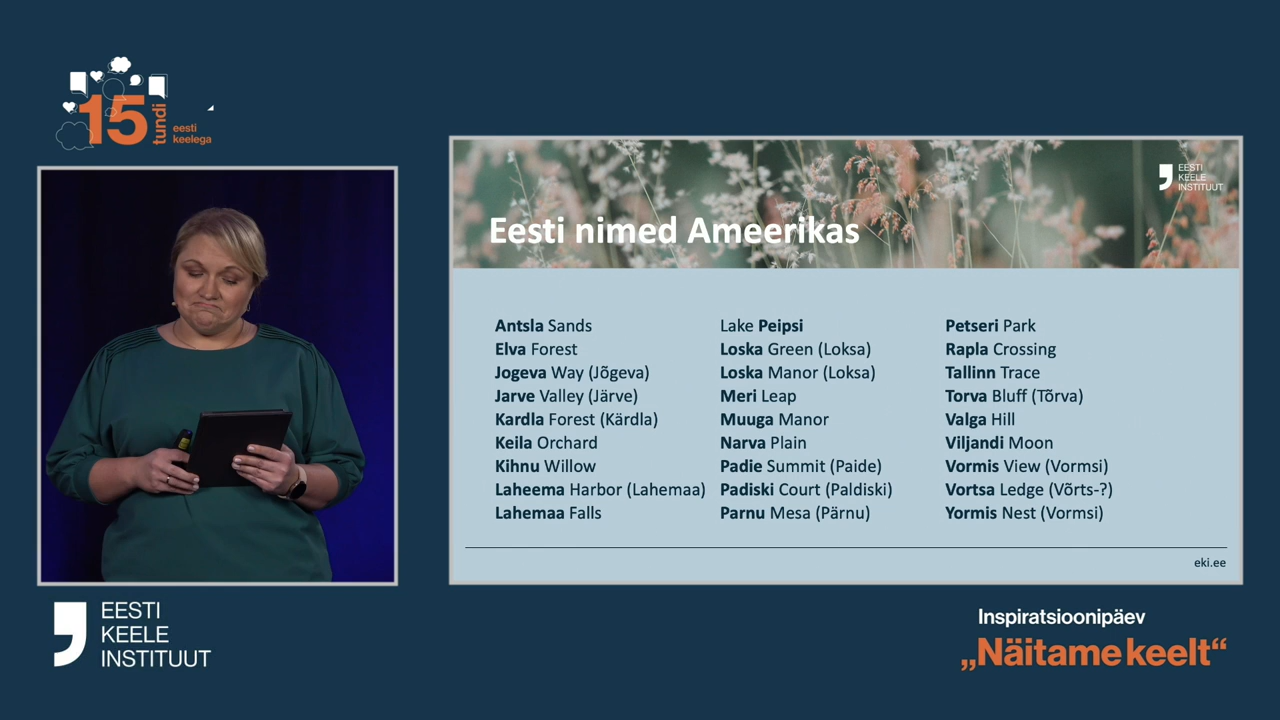 15
tundi
eesti
keelega
EESTI
KEELE
INSTITUUT
Eesti nimed Ameerikas
Antsla Sands
Elva Forest
Jogeva Way (Jõgeva)
Jarve Valley (Järve)
Kardla Forest (Kärdla)
Keila Orchard
Kihnu Willow
Laheema Harbor (Lahemaa)
Lahemaa Falls
Lake Peipsi
Loska Green (Loksa)
Loska Manor (Loksa)
Meri Leap
Muuga Manor
Narva Plain
Padie Summit (Paide)
Padiski Court (Paldiski)
Parnu Mesa (Pärnu)
Petseri Park
Rapla Crossing
Tallinn Trace
Torva Bluff (Tõrva)
Valga Hill
Viljandi Moon
Vormis View (Vormsi)
Vortsa Ledge (Võrts-?)
Yormis Nest (Vormsi)
eki.ee
EESTI
KEELE
INSTITUUT
Inspiratsioonipäev
„Näitame keelt“